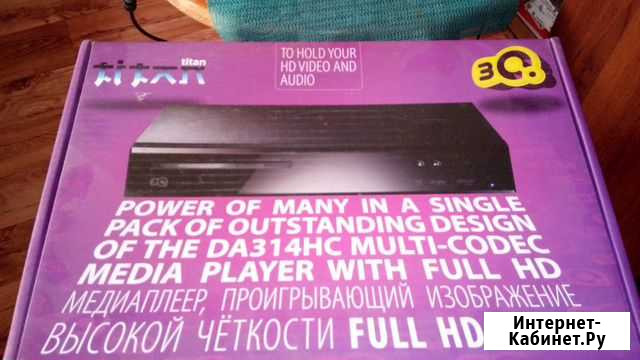 titan
titan
TO HOLD YOUR
HD VIDEO AND
AUDIO
3Q
3Q
POWER OF MANY IN A SINGLE
PACK OF OUTSTANDING DESIGN
OF THE DA314HC MULTI-CODEC
MEDIA PLAYER WITH FULL HD
МЕДИАПЛЕЕР, ПРОИГРЫВАЮЩИЙ ИЗОБРАЖЕНИЕ
ВЫСОКОЙ ЧЁТКОСТИ FULL HD
Интернет-
Кабинет.Ру